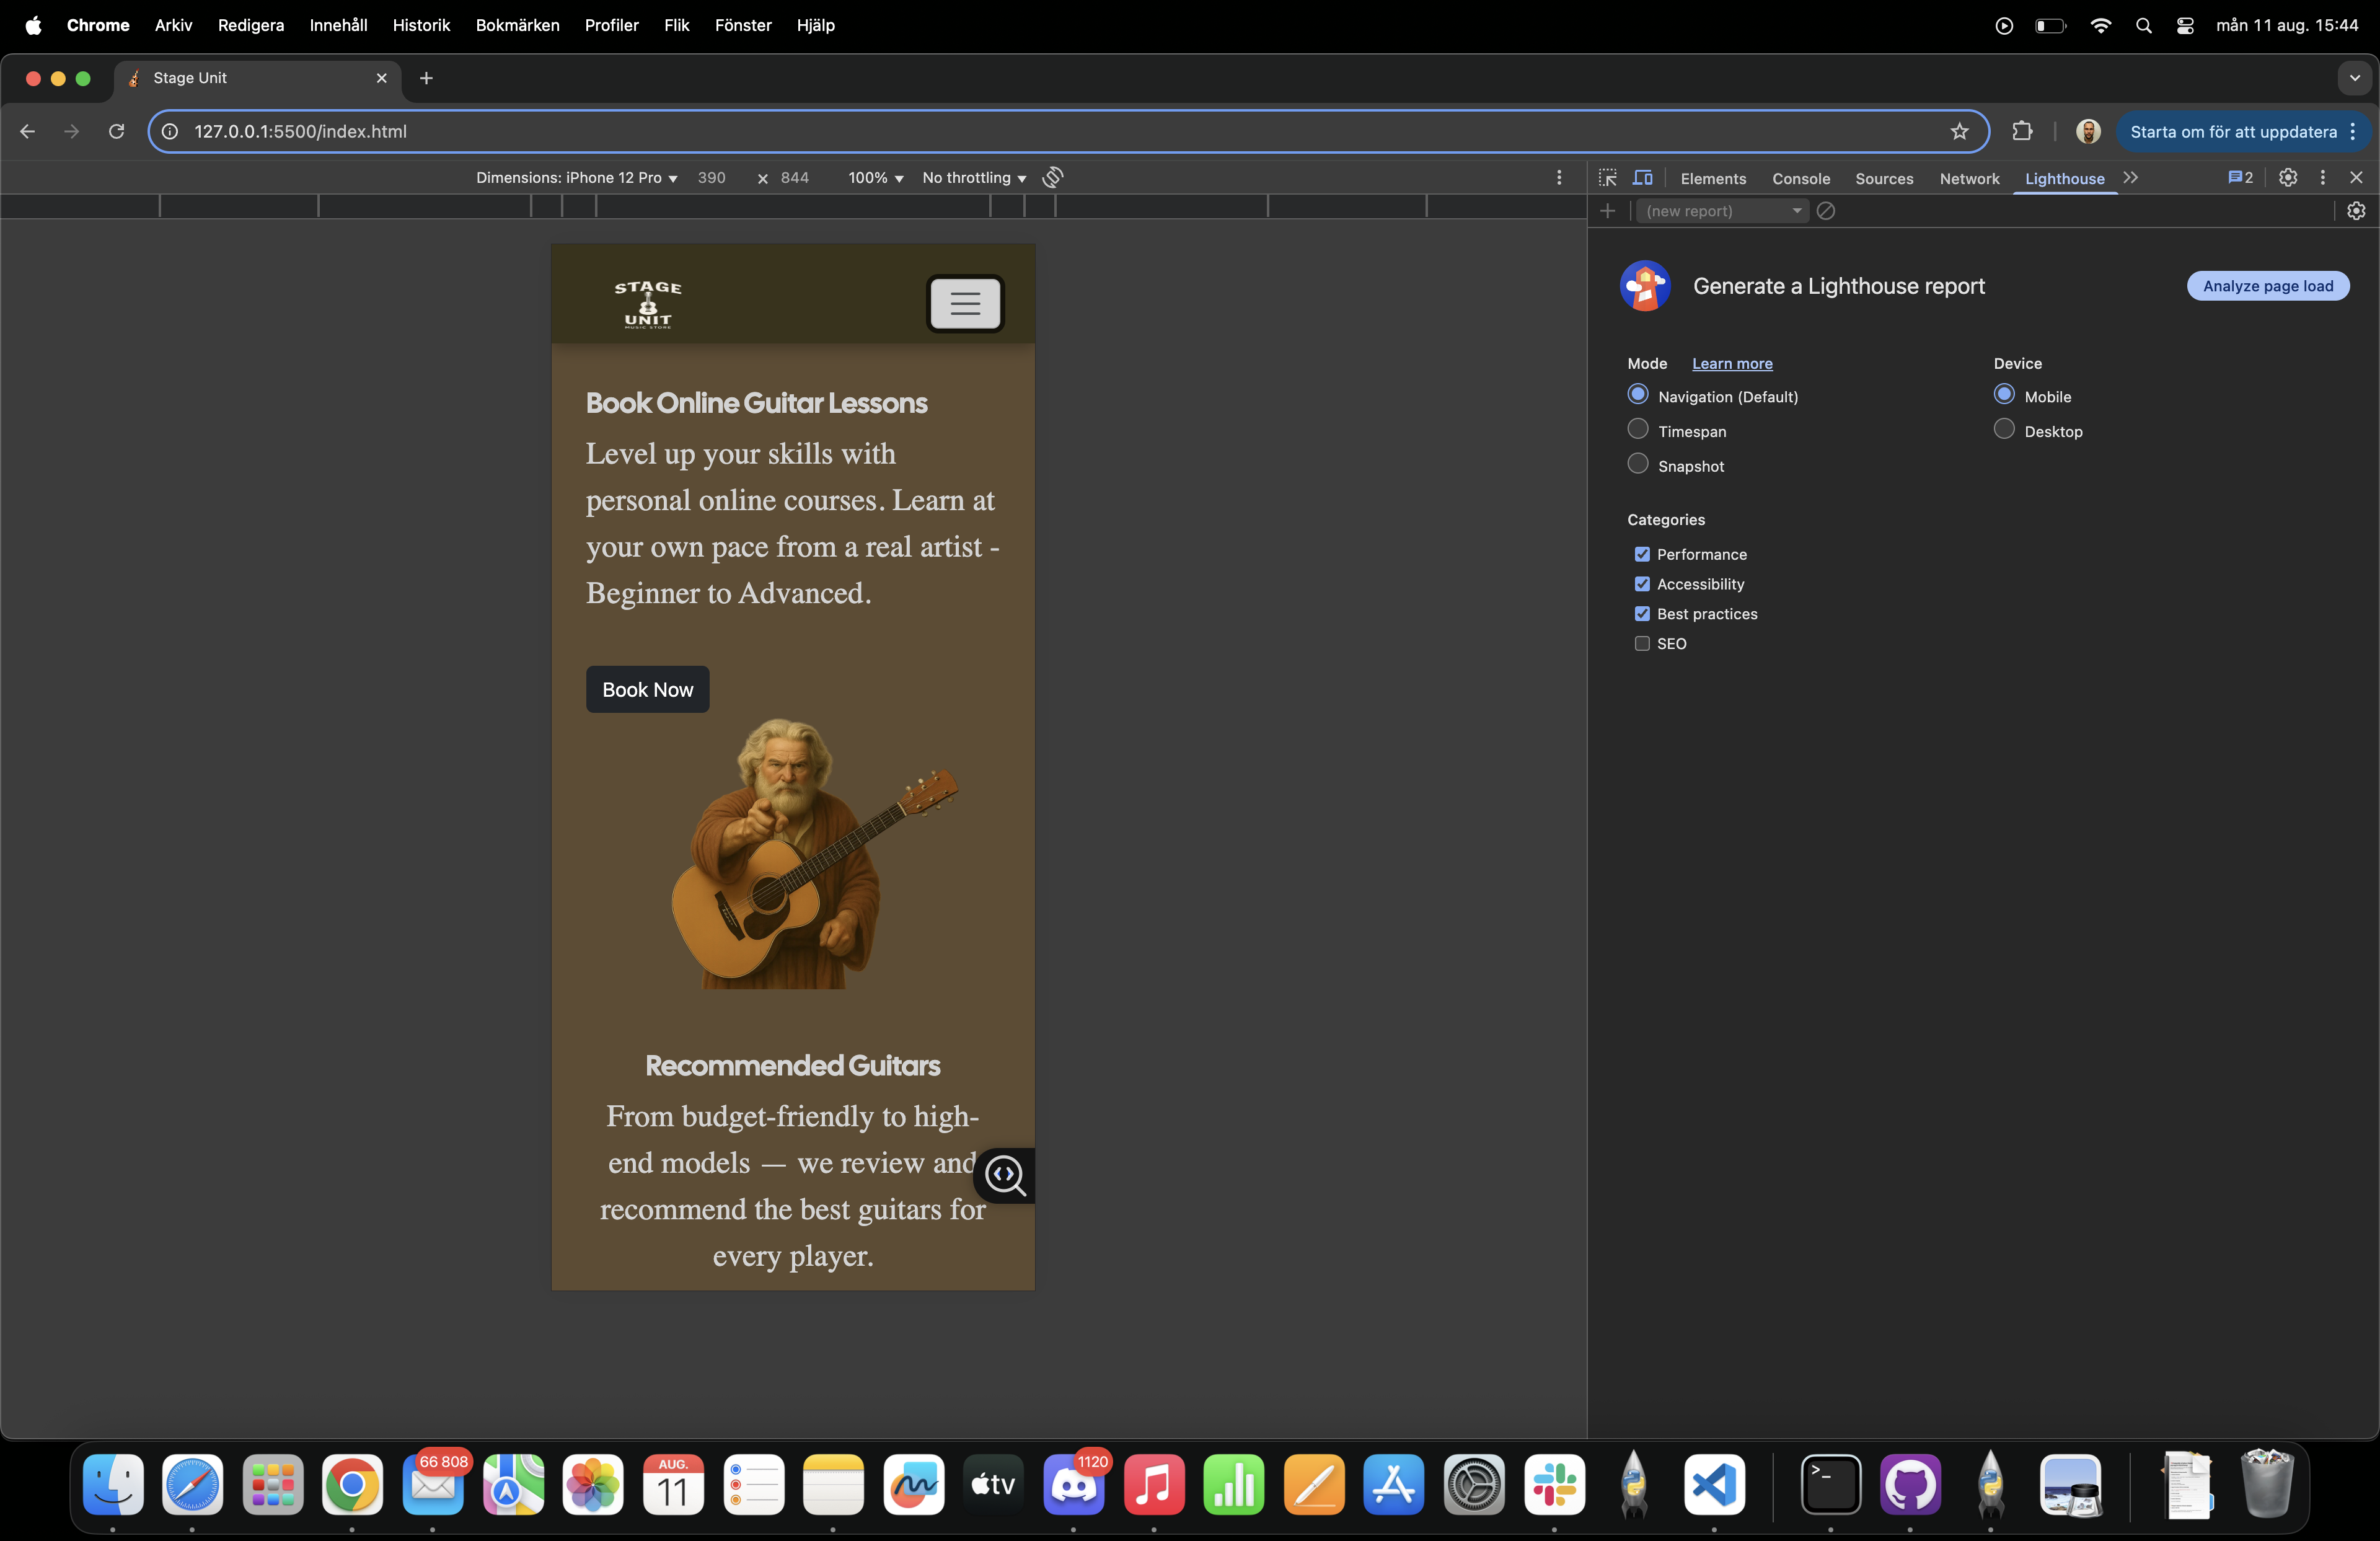 Chrome Arkiv Redigera Innehåll Historik Bokmärken Profiler Flik Fönster Hjälp mån 11 aug. 15:44
Stage Unit
127.0.0.1:5500/index.html Starta om för att uppdatera
Dimensions: iPhone 12 Pro 390 x 844 100% No throttling
Elements Console Sources Network Lighthouse 2
(new report)
STAGE
UNIT
MUSIC STORE
Book Online Guitar Lessons
Level up your skills with
personal online courses. Learn at
your own pace from a real artist -
Beginner to Advanced.
Book Now
Recommended Guitars
From budget-friendly to high-
end models — we review and
recommend the best guitars for
every player.
Generate a Lighthouse report Analyze page load
Mode Learn more Device
Navigation (Default) Mobile
Timespan Desktop
Snapshot
Categories
Performance
Accessibility
Best practices
SEO
66 808
AUG.
11
tv
1120
>_